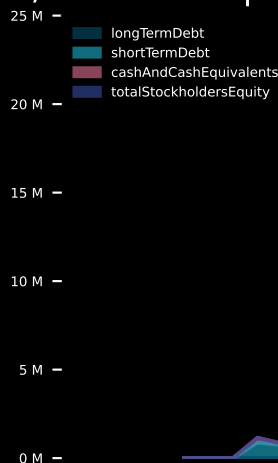 25 M
longTermDebt
shortTermDebt
cashAndCashEquivalents
totalStockholdersEquity
20 M
15 M
10 M
5 M
0 M